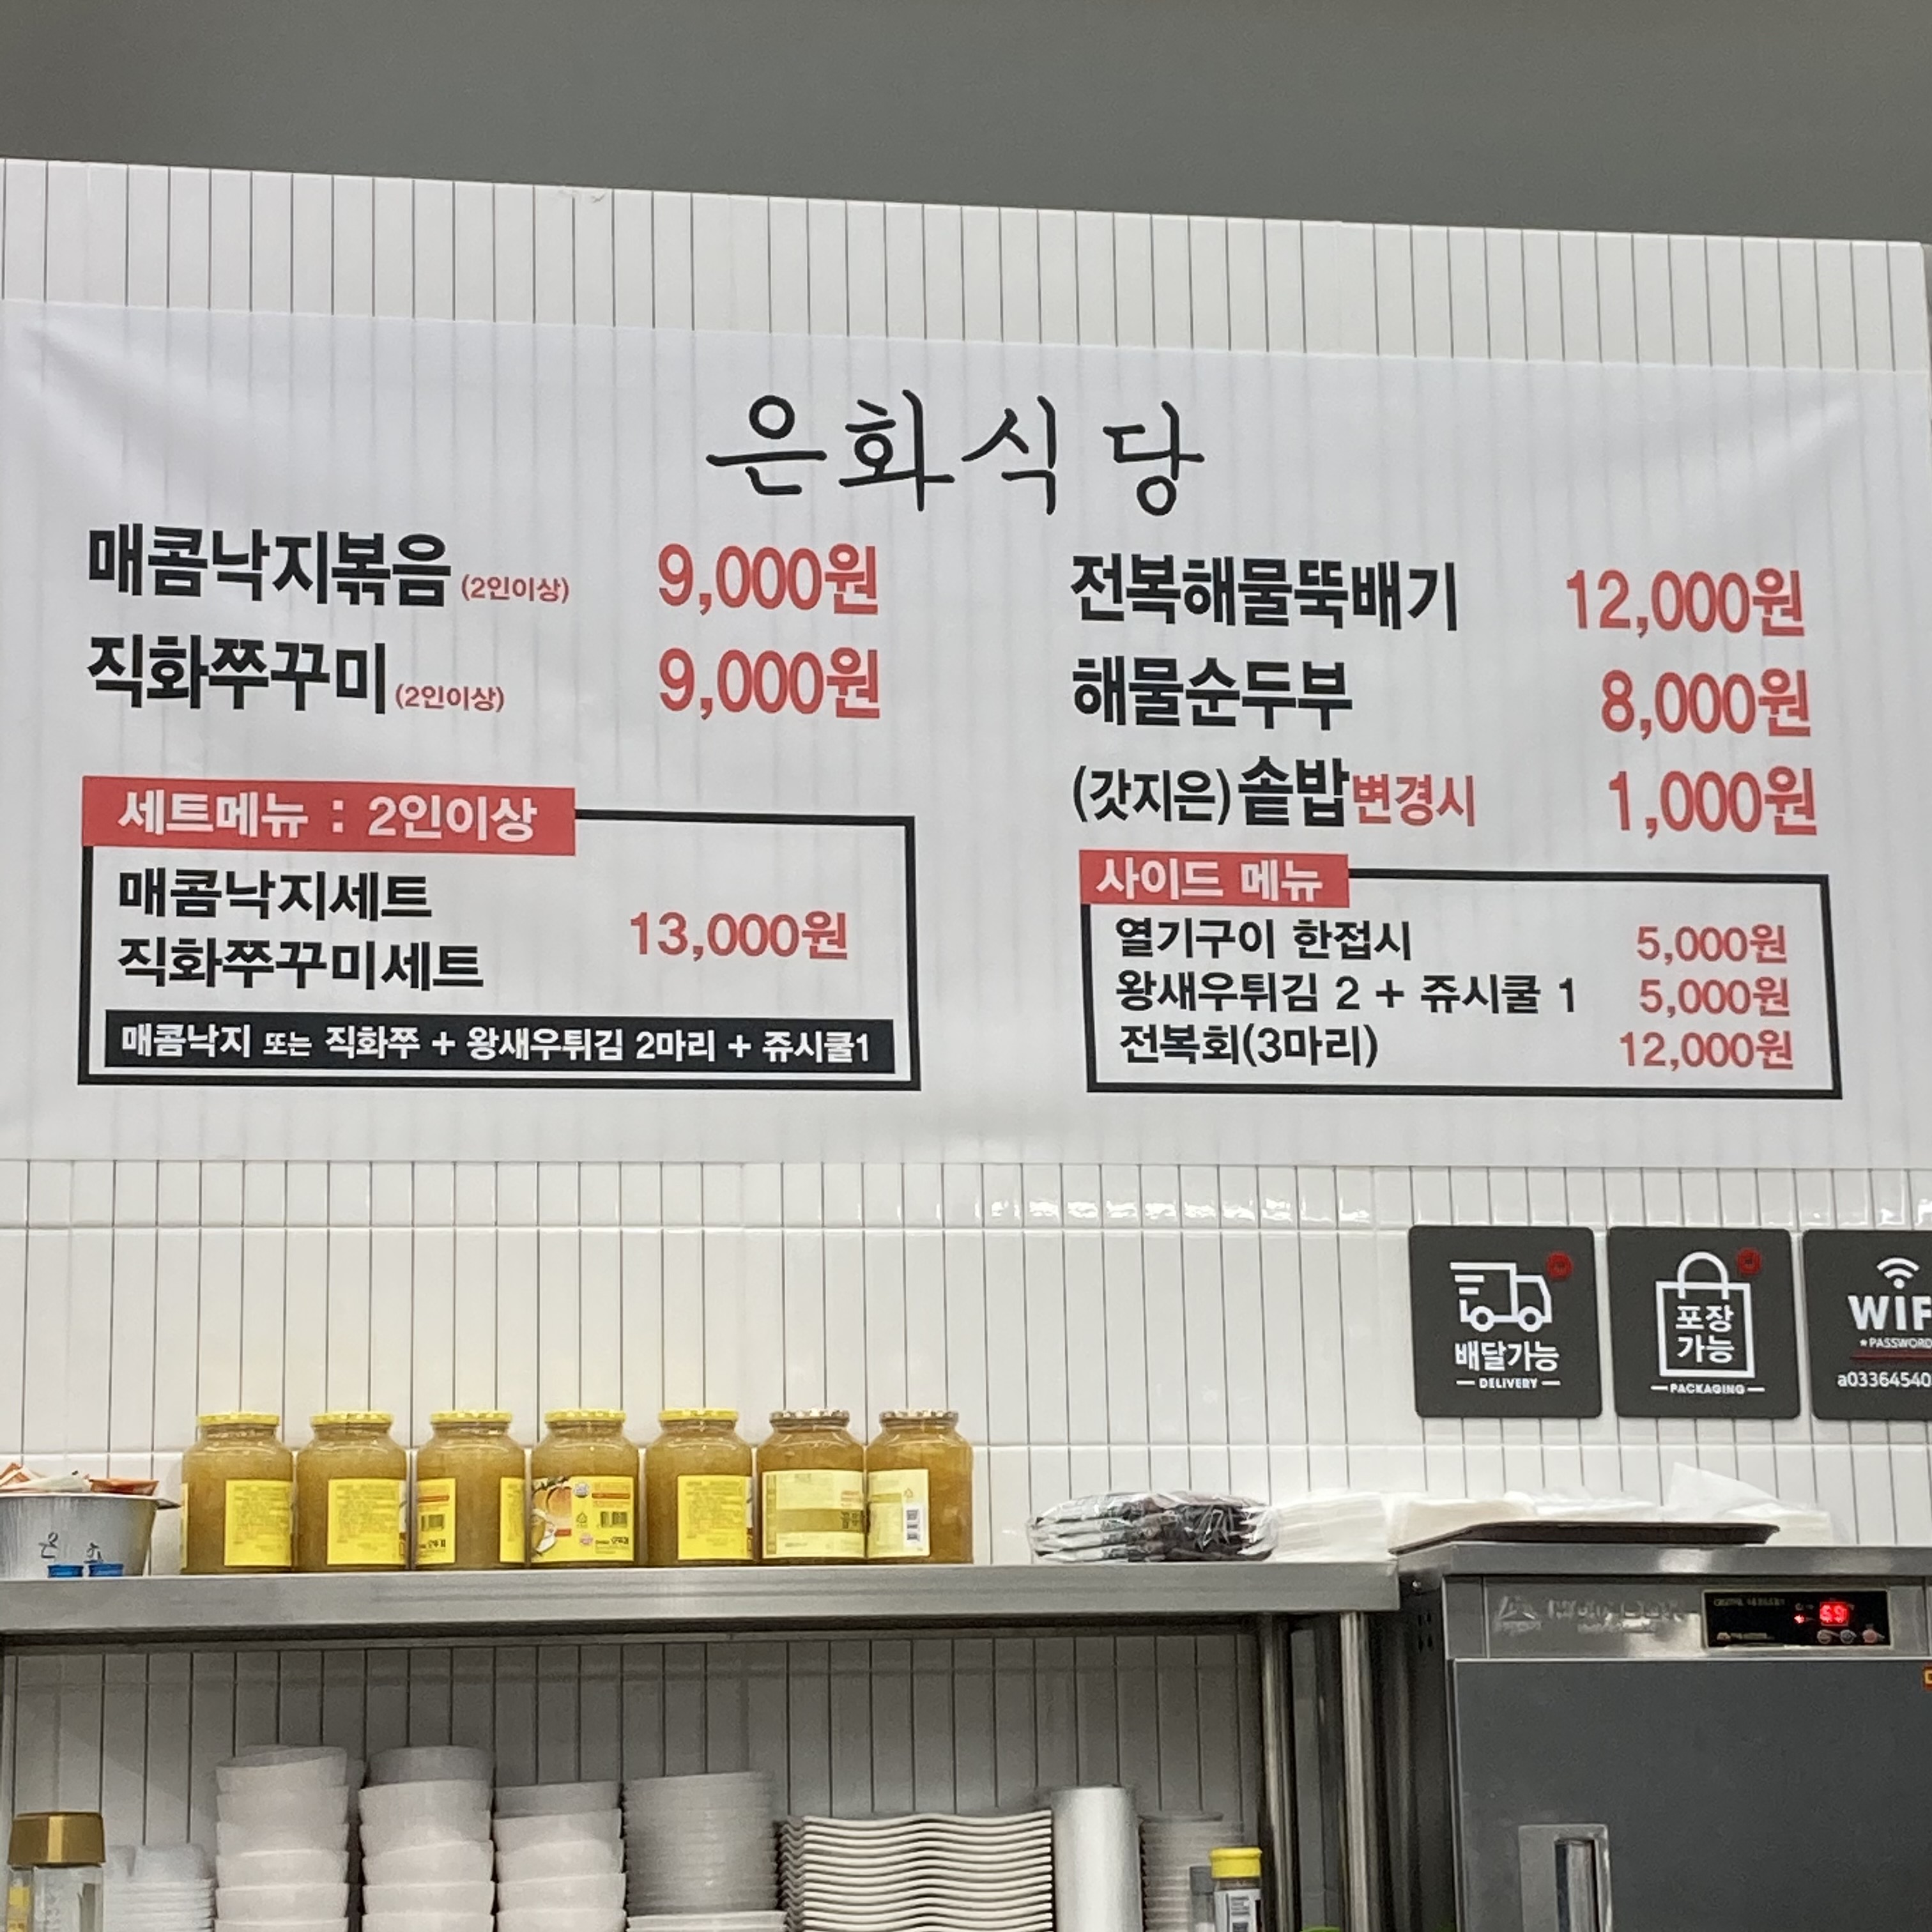 은화식당
매콤낙지볶음 (2인이상) 9,000원
직화쭈꾸미 (2인이상) 9,000원
세트메뉴 : 2인이상
매콤낙지세트
직화쭈꾸미세트
13,000원
매콤낙지 또는 직화쭈 + 왕새우튀김 2마리 + 쥬시쿨1
전복해물뚝배기 12,000원
해물순두부 8,000원
(갓지은)솥밥변경시 1,000원
사이드 메뉴
열기구이 한접시 5,000원
왕새우튀김 2 + 쥬시쿨 1 5,000원
전복회(3마리) 12,000원
배달가능
DELIVERY
포장
가능
PACKAGING
WIF
*PASSWORD
a03364540
69